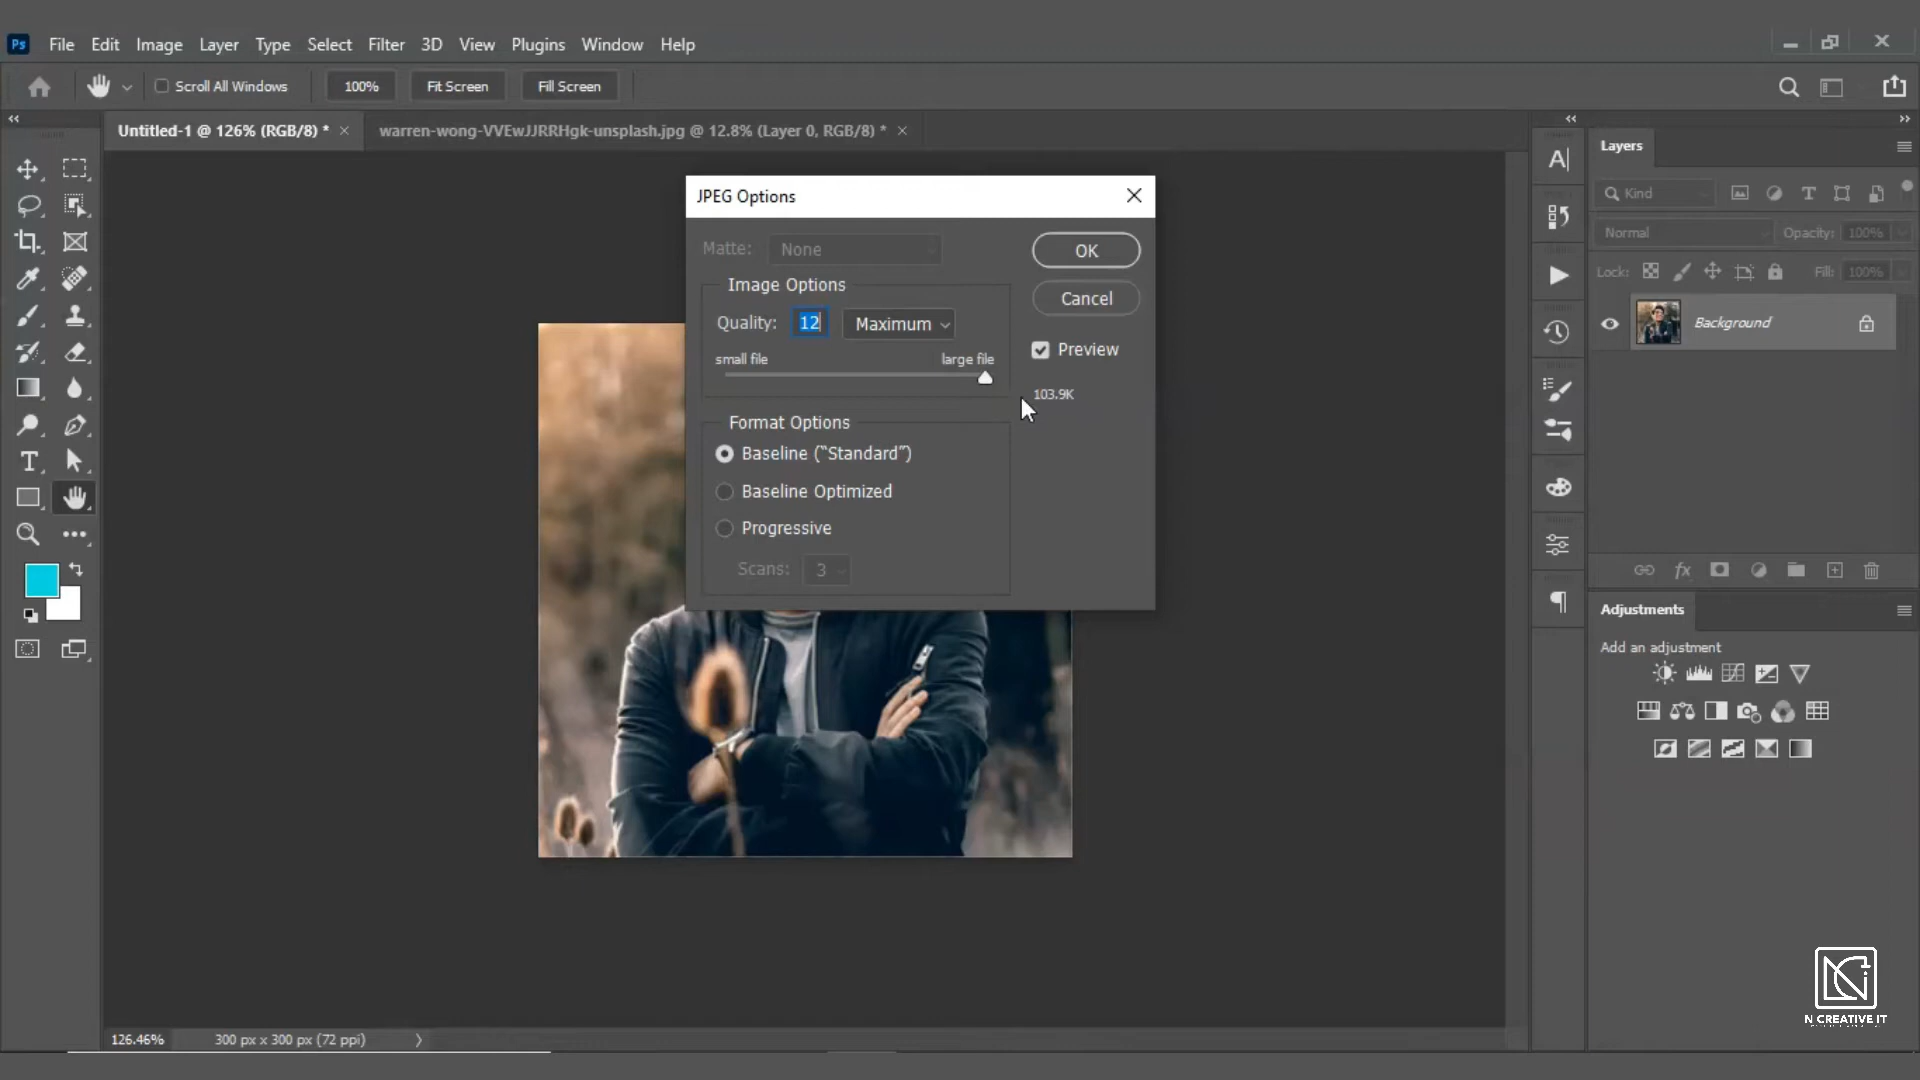 Ps File Edit Image Layer Type Select Filter 3D View Plugins Window Help
Scroll All Windows 100% Fit Screen Fill Screen
Untitled-1 @ 126% (RGB/8) * × warren-wong-VVEwJJRRHgk-unsplash.jpg @ 12.8% (Layer 0, RGB/8) * ×
JPEG Options
Matte: None
OK
Image Options
Cancel
Quality: 12 Maximum
Preview
small file large file
103.9K
Format Options
Baseline (“Standard”)
Baseline Optimized
Progressive
Scans: 3
Layers
Kind
Normal Opacity: 100%
Lock: Fill: 100%
Background
Adjustments
Add an adjustment
126.46% 300 px x 300 px (72 ppi)
N CREATIVE IT